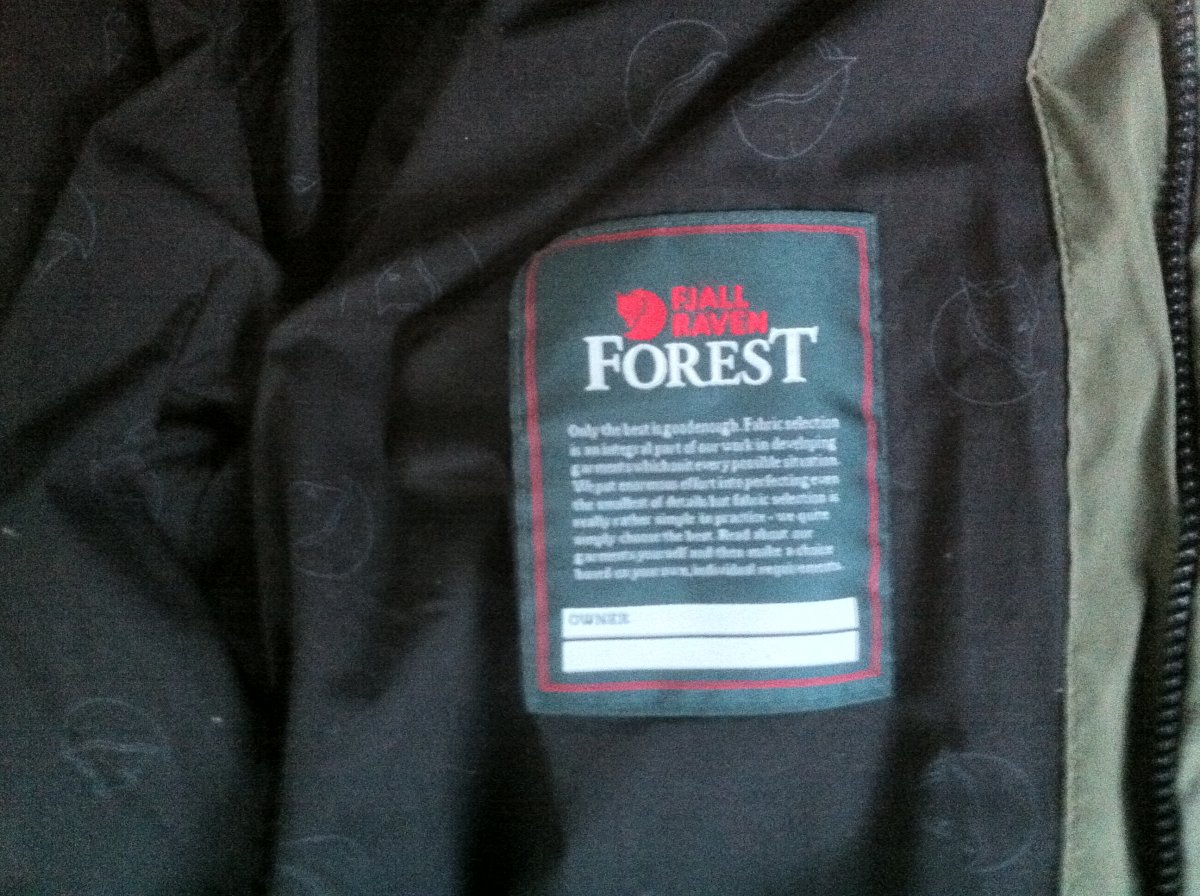 FJALL
RAVEN
FOREST
Only the best is good enough. Fabric selection
is an integral part of our work in developing
garments which suit every possible situation.
We put enormous effort into perfecting even
the smallest of details, but fabric selection is
really rather simple in practice - we quite
simply choose the best. Read about our
garments yourself and then make a choice
based on your own, individual requirements.
OWNER